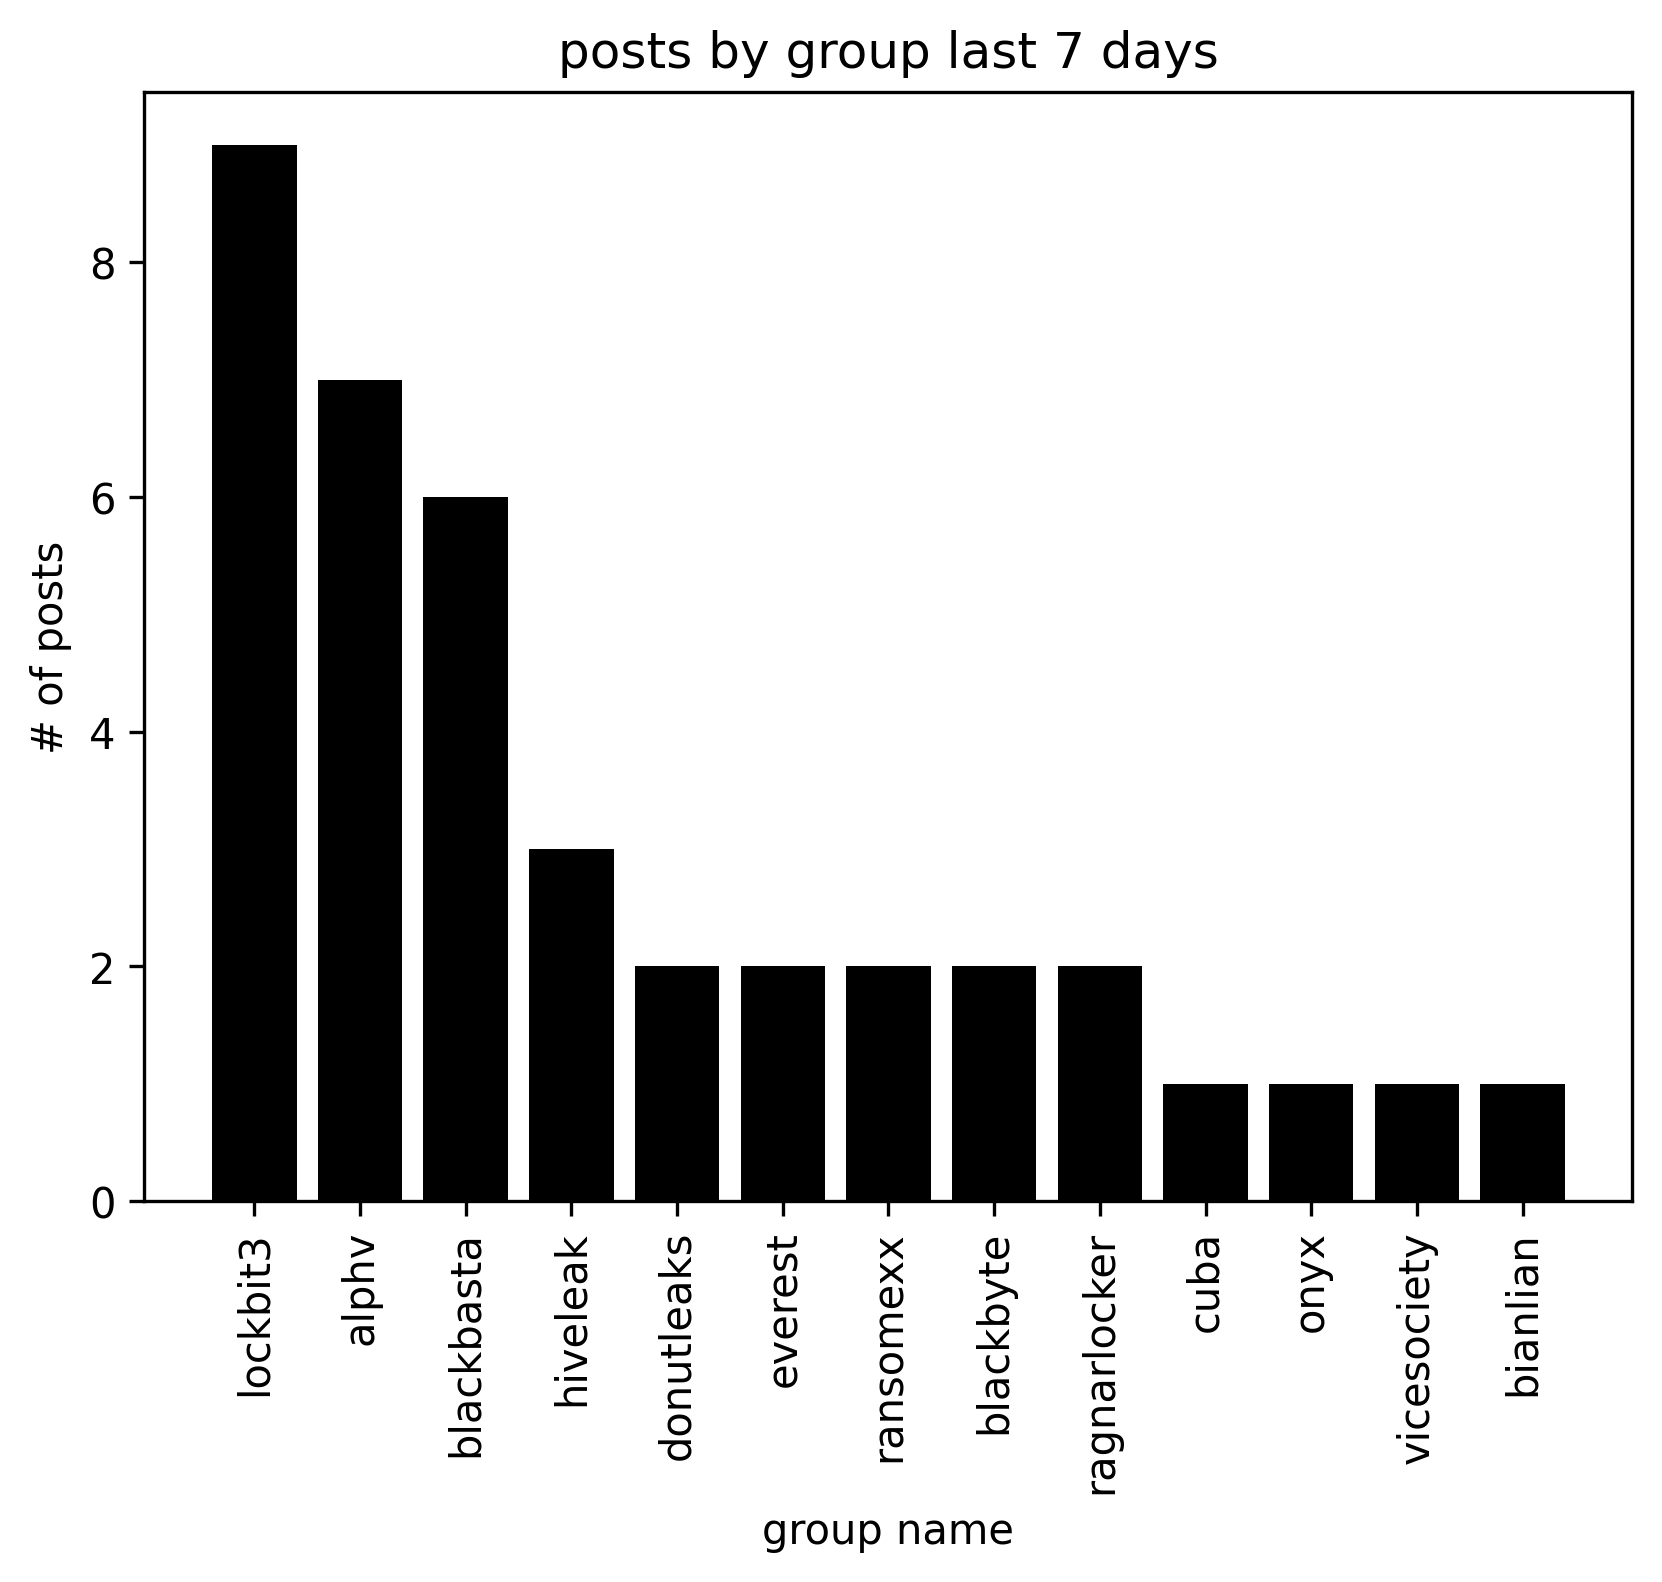 posts by group last 7 days
# of posts
8
6
4
2
0
lockbit3
alphv
blackbasta
hiveleak
donutleaks
everest
ransomexx
blackbyte
ragnarlocker
cuba
onyx
vicesociety
bianlian
group name